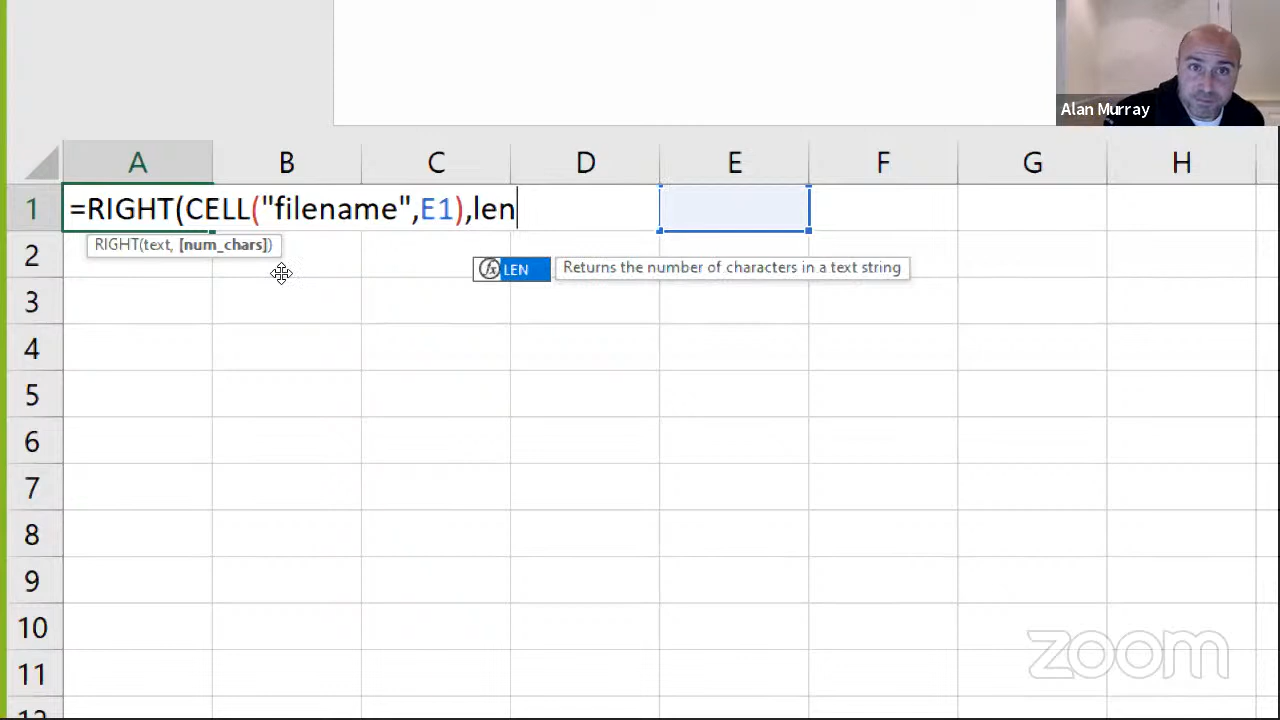 Alan Murray
A B C D E F G H
1 =RIGHT(CELL("filename",E1),len
RIGHT(text, [num_chars])
2
LEN Returns the number of characters in a text string
3
4
5
6
7
8
9
10
11
12
zoom